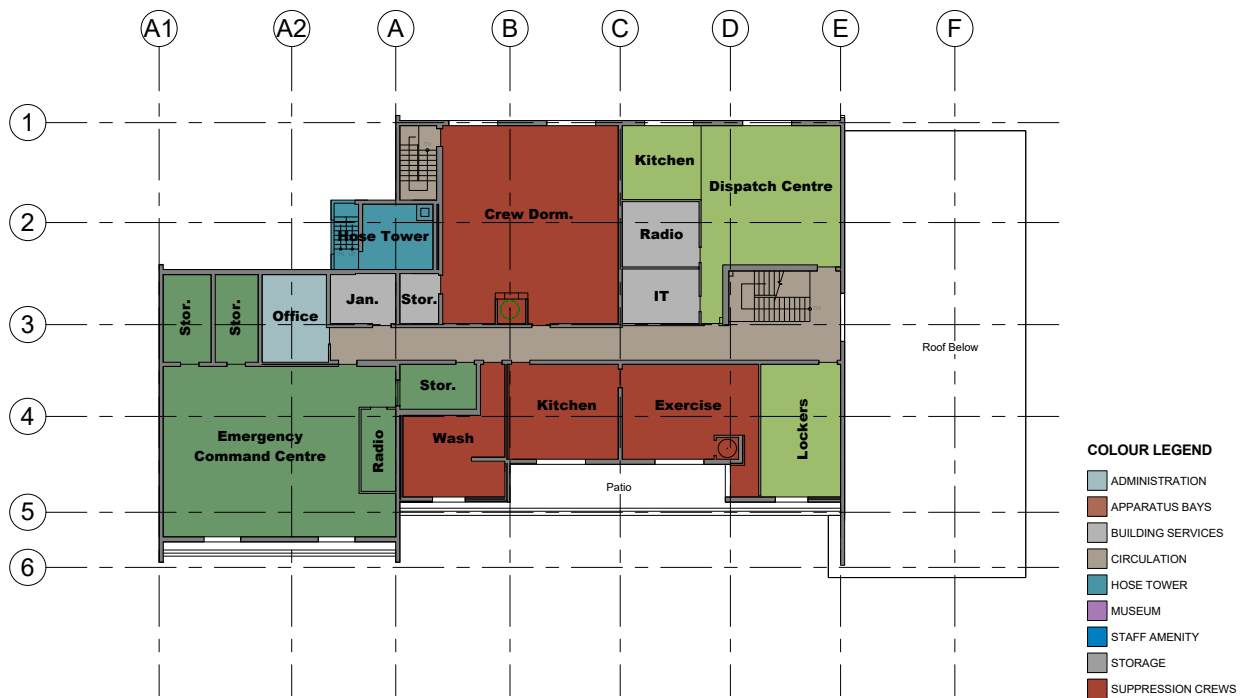 A1 A2 A B C D E F
1
2
3
4
5
6
Kitchen
Dispatch Centre
Crew Dorm.
Hose Tower
Radio
IT
Jan.
Stor.
Stor.
Stor.
Office
Roof Below
Stor.
Kitchen
Exercise
Lockers
Wash
Emergency
Command Centre
Radio
Patio
COLOUR LEGEND
ADMINISTRATION
APPARATUS BAYS
BUILDING SERVICES
CIRCULATION
HOSE TOWER
MUSEUM
STAFF AMENITY
STORAGE
SUPPRESSION CREWS